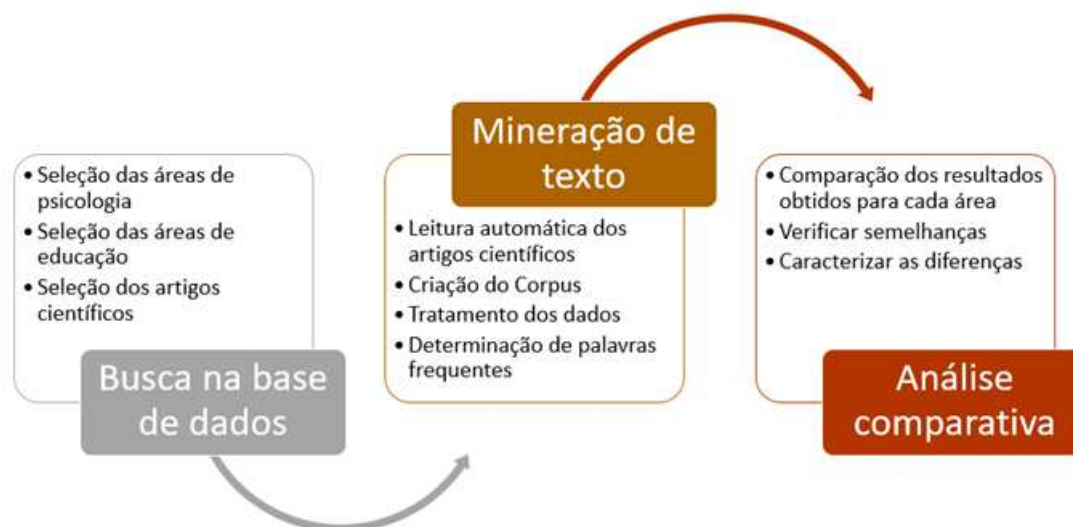 • Seleção das áreas de
psicologia
• Seleção das áreas de
educação
• Seleção dos artigos
científicos
Busca na base
de dados
Mineração de
texto
• Leitura automática dos
artigos científicos
• Criação do Corpus
• Tratamento dos dados
• Determinação de palavras
frequentes
• Comparação dos resultados
obtidos para cada área
• Verificar semelhanças
• Caracterizar as diferenças
Análise
comparativa